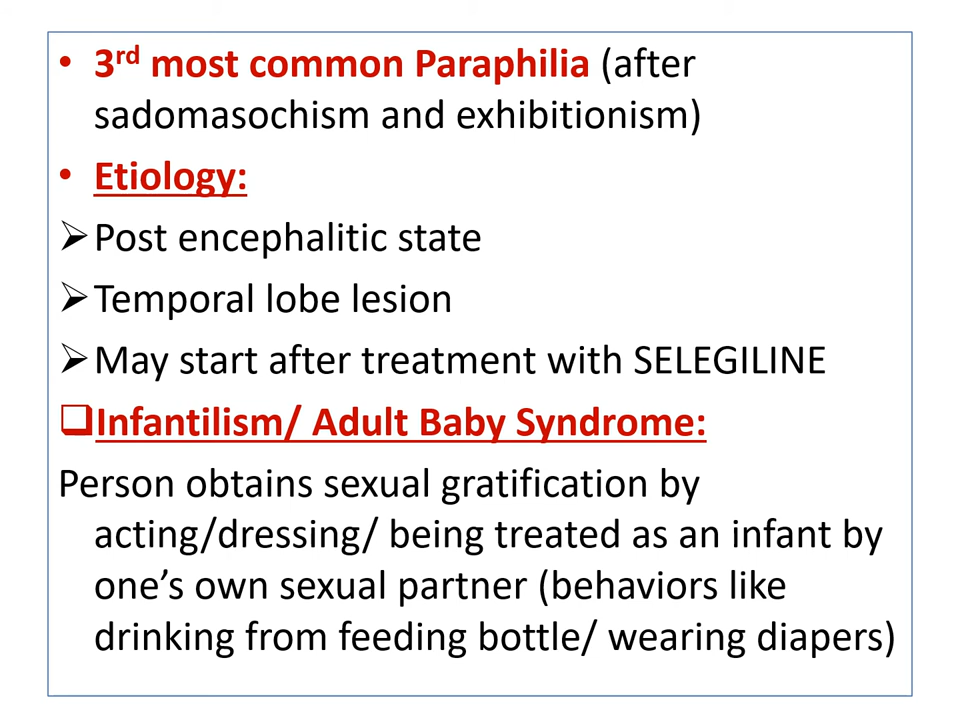 • 3rd most common Paraphilia (after
sadomasochism and exhibitionism)
• Etiology:
➢ Post encephalitic state
➢ Temporal lobe lesion
➢ May start after treatment with SELEGILINE
❑ Infantilism/ Adult Baby Syndrome:
Person obtains sexual gratification by
acting/dressing/ being treated as an infant by
one’s own sexual partner (behaviors like
drinking from feeding bottle/ wearing diapers)